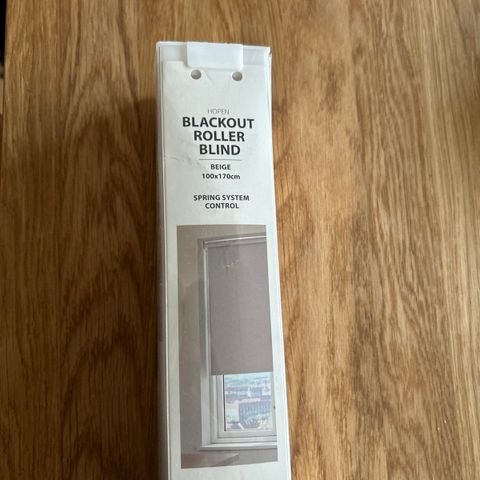 HOPEN
BLACKOUT
ROLLER
BLIND
BEIGE
100x170cm
SPRING SYSTEM
CONTROL